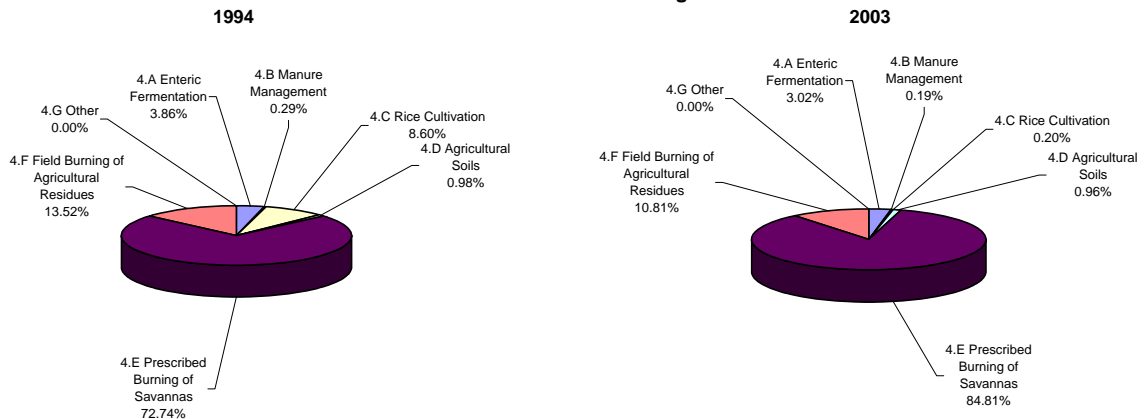 1994
4.G Other
0.00%
4.A Enteric
Fermentation
3.86%
4.B Manure
Management
0.29%
4.C Rice Cultivation
8.60%
4.D Agricultural
Soils
0.98%
4.F Field Burning of
Agricultural
Residues
13.52%
4.E Prescribed
Burning of
Savannas
72.74%
2003
4.G Other
0.00%
4.A Enteric
Fermentation
3.02%
4.B Manure
Management
0.19%
4.C Rice Cultivation
0.20%
4.D Agricultural
Soils
0.96%
4.F Field Burning of
Agricultural
Residues
10.81%
4.E Prescribed
Burning of
Savannas
84.81%